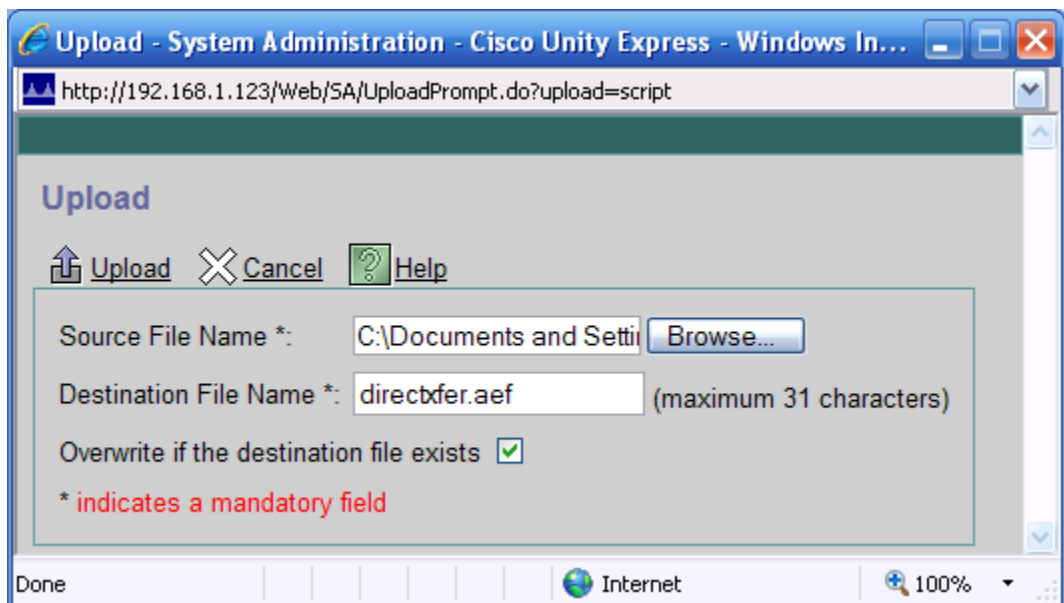 Upload - System Administration - Cisco Unity Express - Windows In...
http://192.168.1.123/Web/SA/UploadPrompt.do?upload=script
Upload
Upload Cancel ? Help
Source File Name *: C:\Documents and Settin Browse...
Destination File Name *: directxfer.aef (maximum 31 characters)
Overwrite if the destination file exists
* indicates a mandatory field
Done Internet 100%